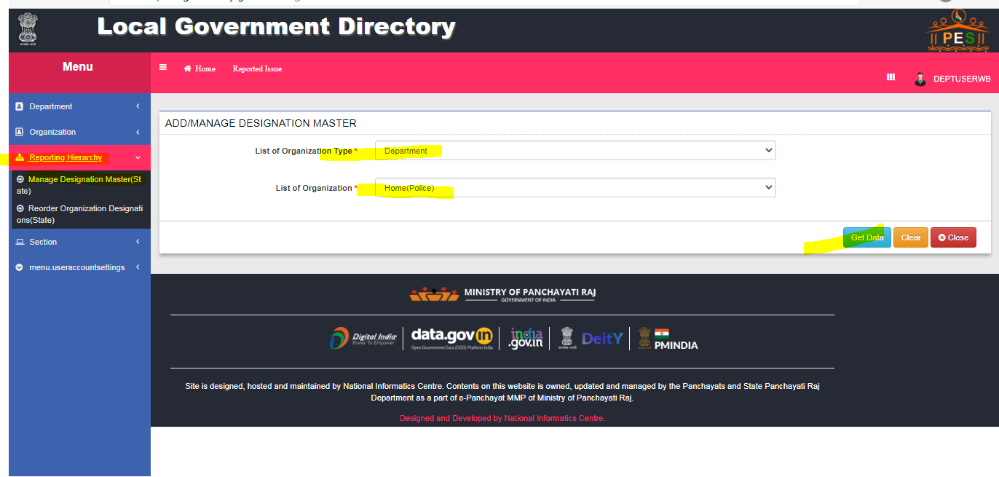 Local Government Directory
PES
Menu
Home
Reported Issue
DEPTUSERWB
Department
Organization
Reporting Hierarchy
Manage Designation Master(St
ate)
Reorder Organization Designati
ons(State)
Section
menu.useraccountsettings
ADD/MANAGE DESIGNATION MASTER
List of Organization Type * Department
List of Organization * Home(Police)
Get Data Clear Close
MINISTRY OF PANCHAYATI RAJ
GOVERNMENT OF INDIA
Digital India
Power To Empower
data.gov in
Open Government Data (OGD) Platform India
india
.gov.in
DeitY
PMINDIA
Site is designed, hosted and maintained by National Informatics Centre. Contents on this website is owned, updated and managed by the Panchayats and State Panchayati Raj
Department as a part of e-Panchayat MMP of Ministry of Panchayati Raj.
Designed and Developed by National Informatics Centre.